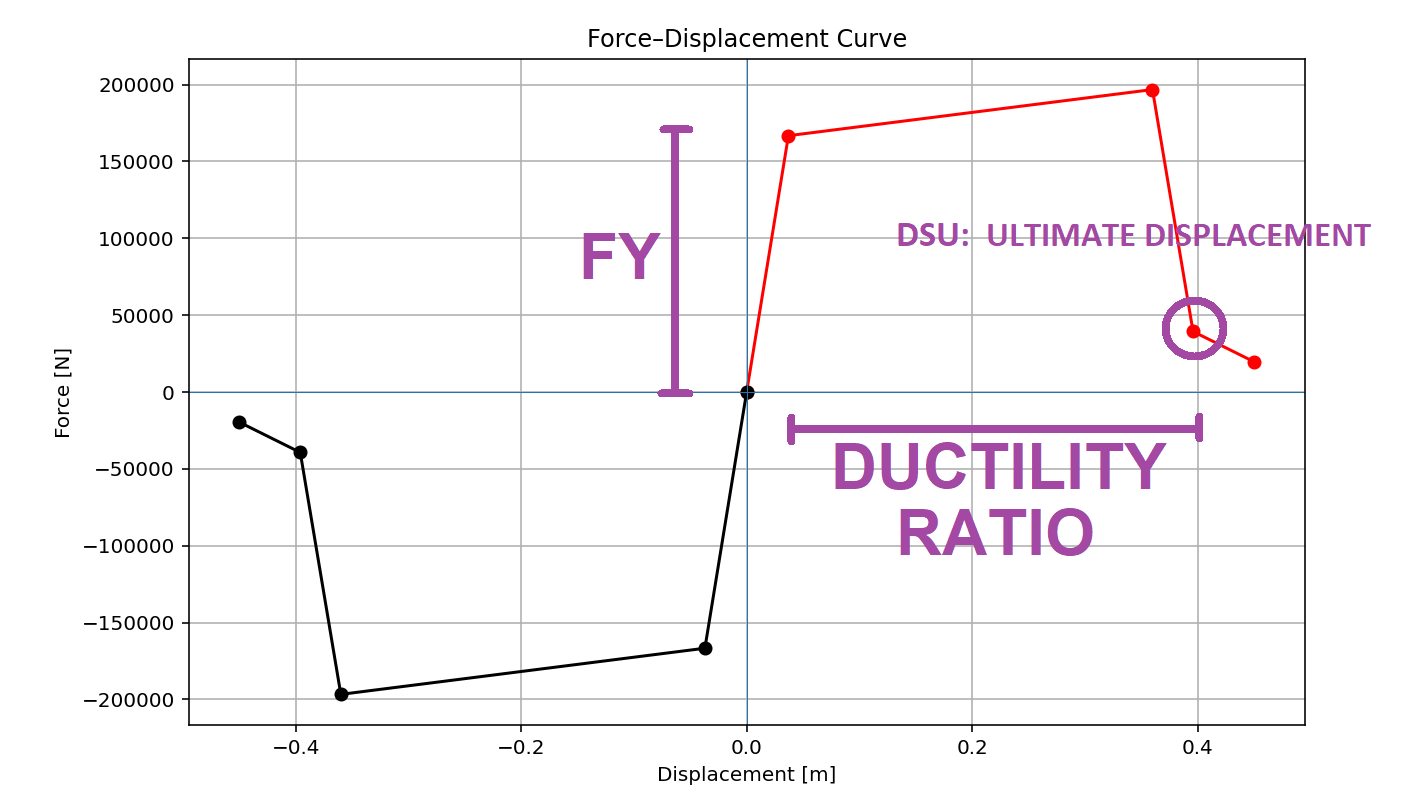 Force–Displacement Curve
200000
150000
100000
50000
0
−50000
−100000
−150000
−200000
Force [N]
FY
DSU: ULTIMATE DISPLACEMENT
DUCTILITY
RATIO
−0.4
−0.2
0.0
0.2
0.4
Displacement [m]